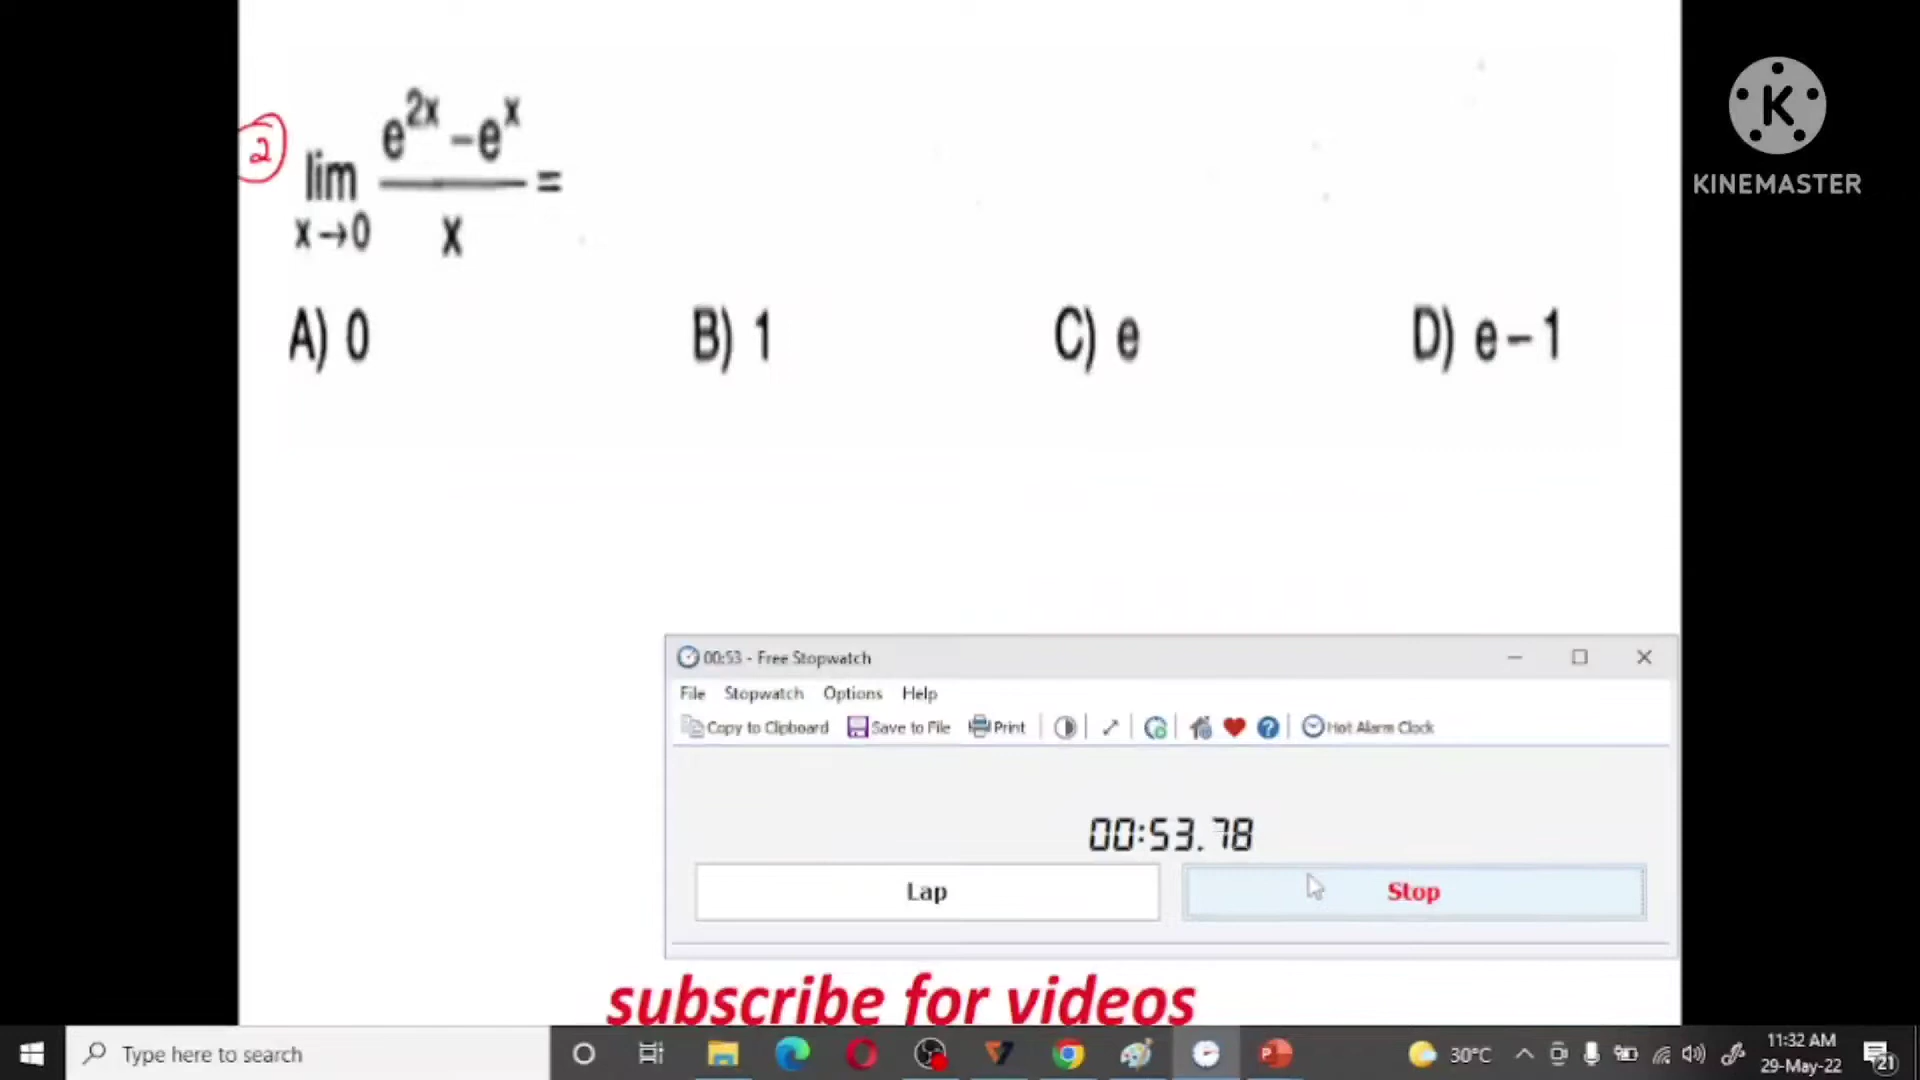 2
lim x→0 (e^2x − e^x)/x =
A) 0 B) 1 C) e D) e − 1
KINEMASTER
00:53 - Free Stopwatch
File Stopwatch Options Help
Copy to Clipboard Save to File Print Hot Alarm Clock
00:53.78
Lap Stop
subscribe for videos
Type here to search
30°C
11:32 AM
29-May-22
21